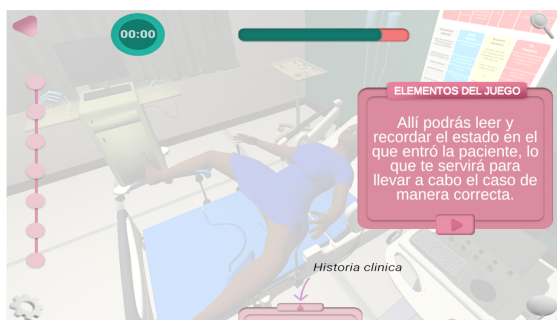 00:00
ELEMENTOS DEL JUEGO
Allí podrás leer y
recordar el estado en el
que entró la paciente, lo
que te servirá para
llevar a cabo el caso de
manera correcta.
Historia clinica